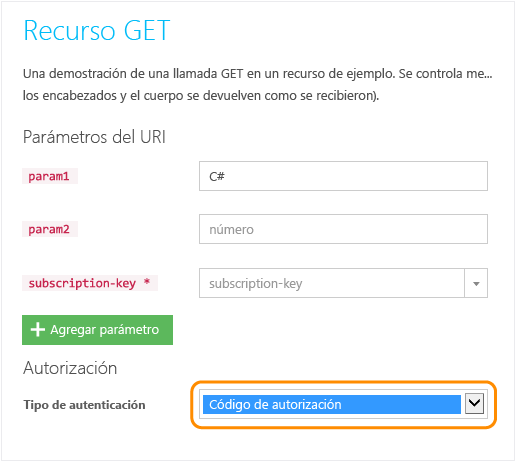 Recurso GET
Una demostración de una llamada GET en un recurso de ejemplo. Se controla me...
los encabezados y el cuerpo se devuelven como se recibieron).
Parámetros del URI
param1 C#
param2 número
subscription-key * subscription-key
Agregar parámetro
Autorización
Tipo de autenticación Código de autorización